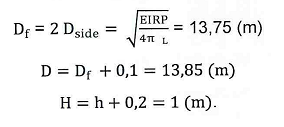 D_f = 2 D_side = √(EIRP / 4π L) = 13,75 (m)
D = D_f + 0,1 = 13,85 (m)
H = h + 0,2 = 1 (m).